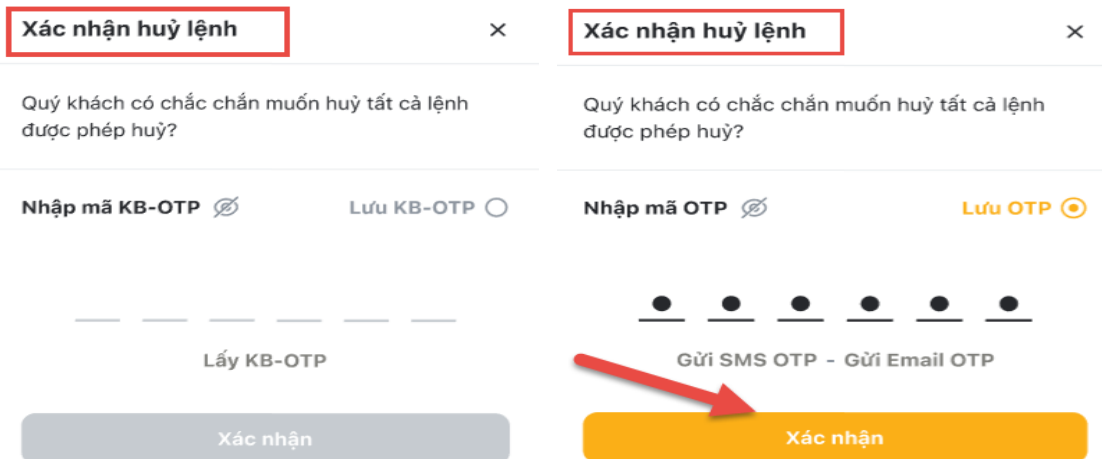 Xác nhận huỷ lệnh
Quý khách có chắc chắn muốn huỷ tất cả lệnh
được phép huỷ?
Nhập mã KB-OTP
Lưu KB-OTP
Lấy KB-OTP
Xác nhận
Xác nhận huỷ lệnh
Quý khách có chắc chắn muốn huỷ tất cả lệnh
được phép huỷ?
Nhập mã OTP
Lưu OTP
Gửi SMS OTP - Gửi Email OTP
Xác nhận